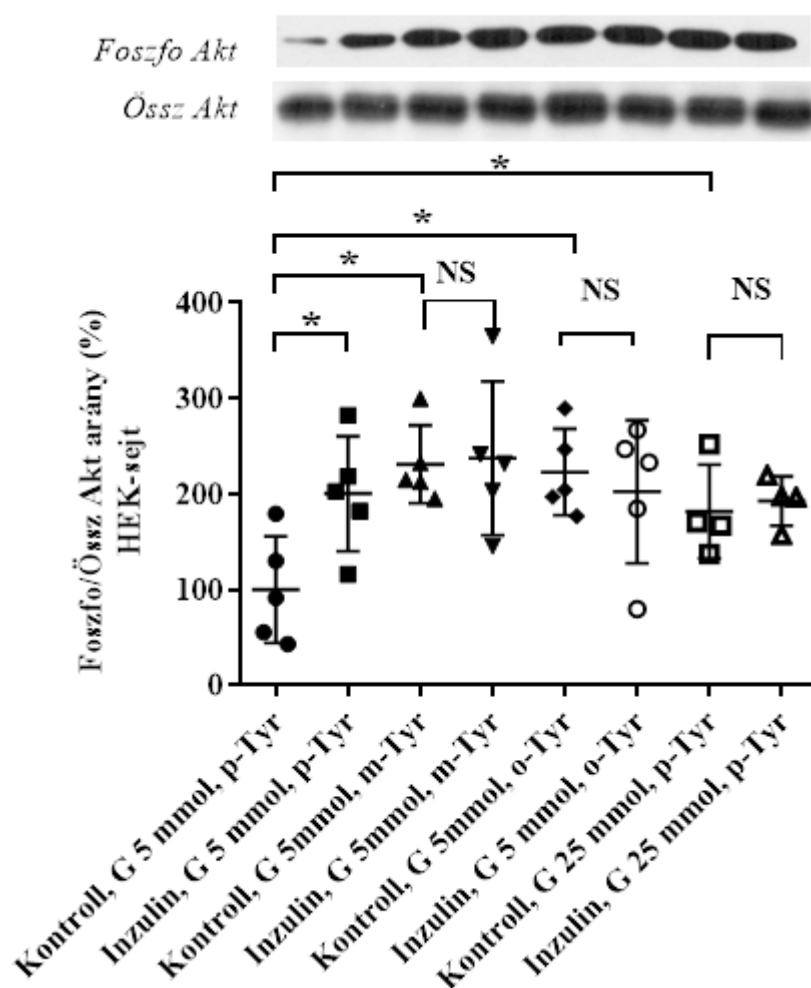 Foszfo Akt
Össz Akt
*
*
*
NS
NS
NS
*
Foszfo/Össz Akt arány (%)
HEK-sejt
400
300
200
100
0
Kontroll, G 5 mmol, p-Tyr
Inzulin, G 5 mmol, p-Tyr
Kontroll, G 5mmol, m-Tyr
Inzulin, G 5mmol, m-Tyr
Kontroll, G 5mmol, o-Tyr
Inzulin, G 5 mmol, o-Tyr
Kontroll, G 25 mmol, p-Tyr
Inzulin, G 25 mmol, p-Tyr